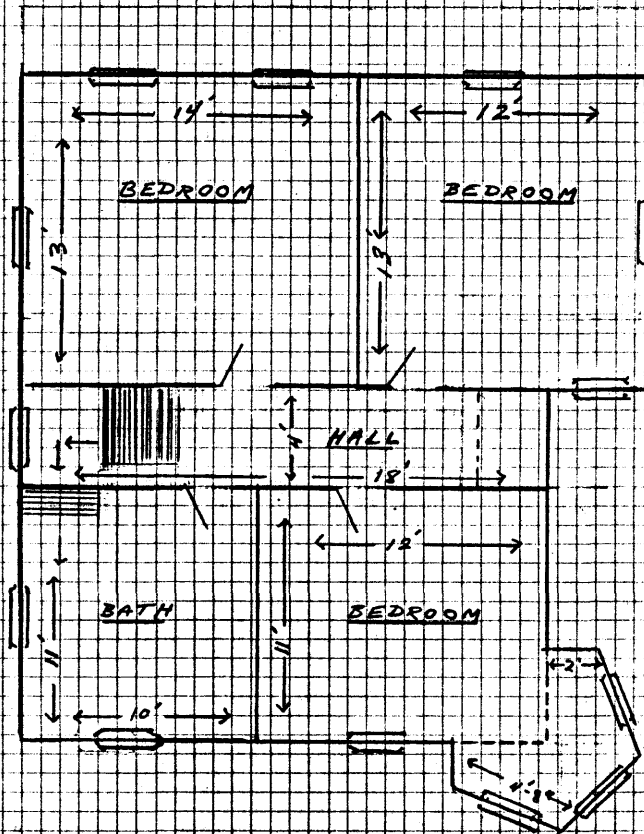 14' 12'
BEDROOM BEDROOM
13' 13'
4' HALL
18'
12'
BATH BEDROOM
11' 11'
2'
10'
4'-8"